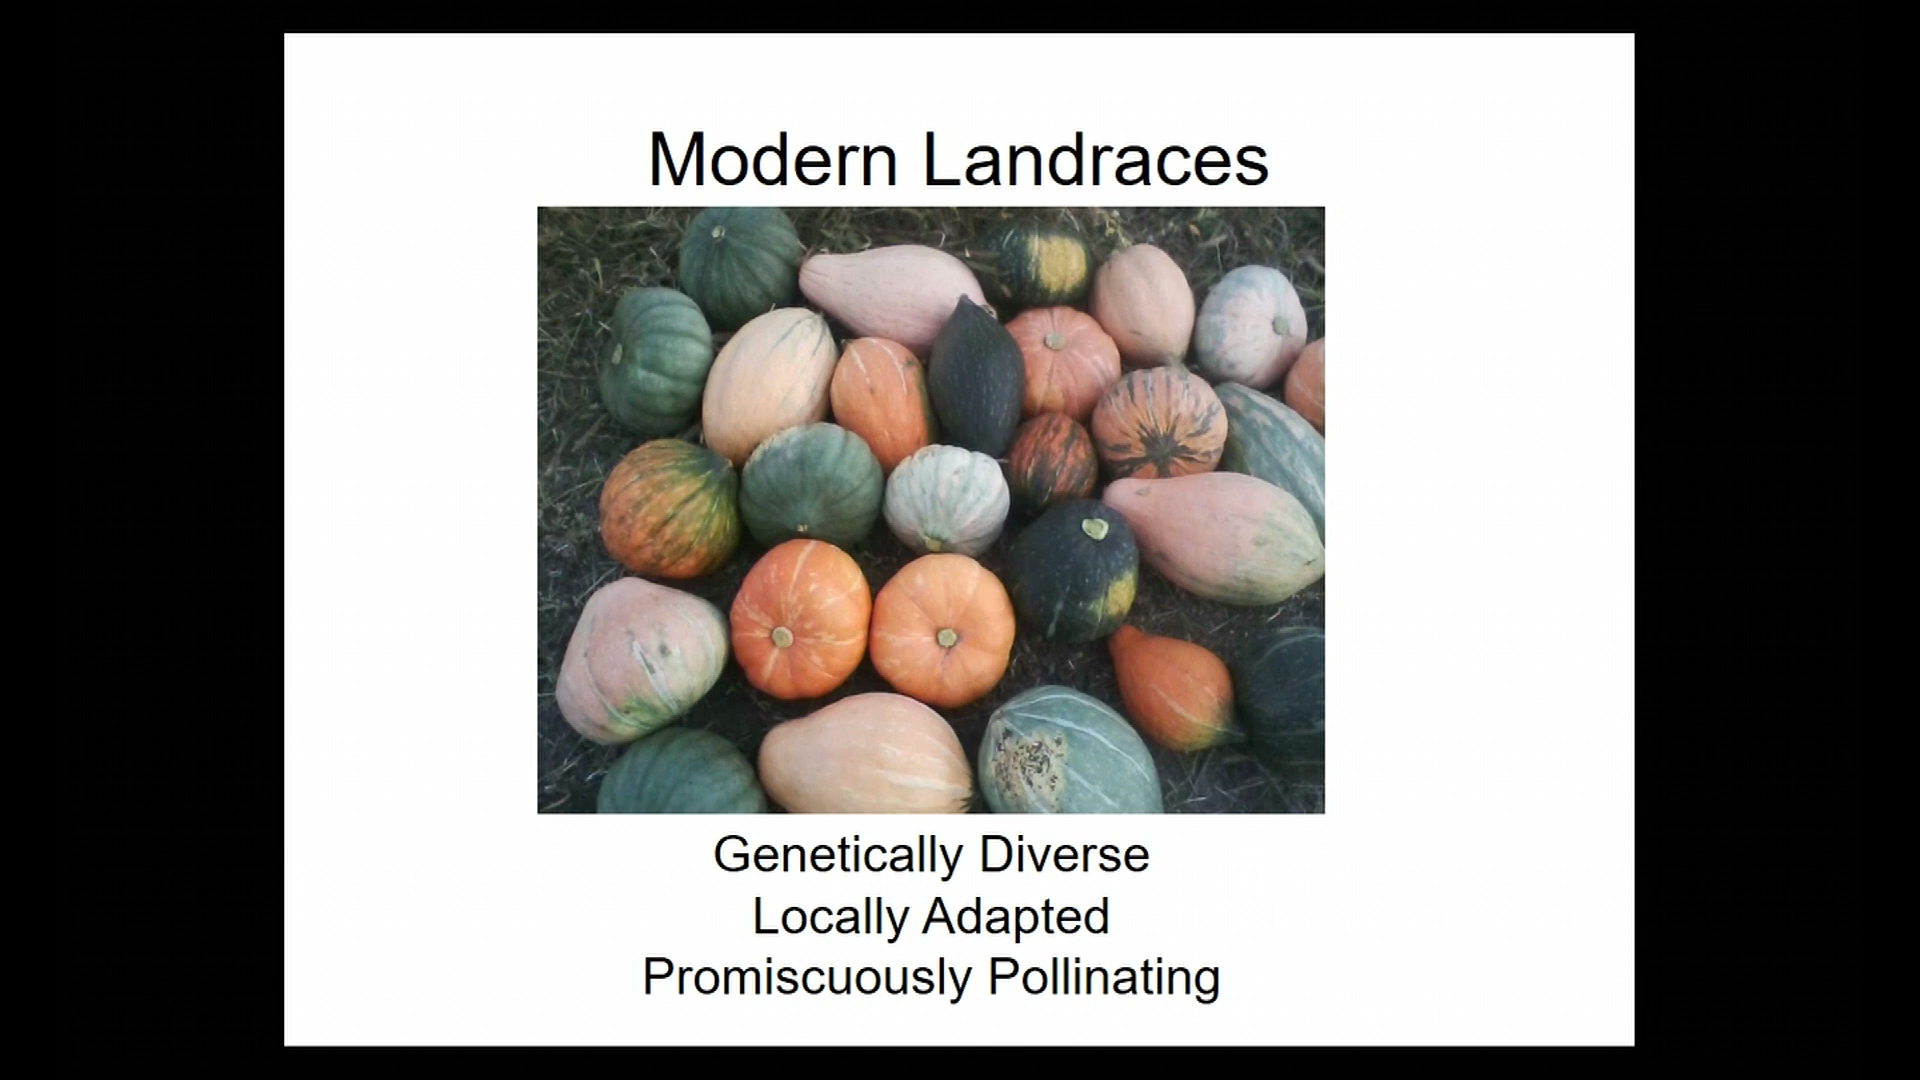 Modern Landraces
Genetically Diverse
Locally Adapted
Promiscuously Pollinating